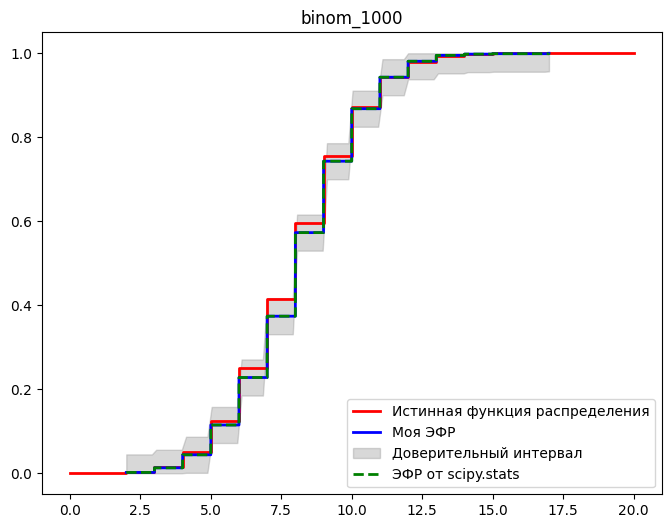 binom_1000
1.0
0.8
0.6
0.4
0.2
0.0
Истинная функция распределения
Моя ЭФР
Доверительный интервал
ЭФР от scipy.stats
0.0 2.5 5.0 7.5 10.0 12.5 15.0 17.5 20.0